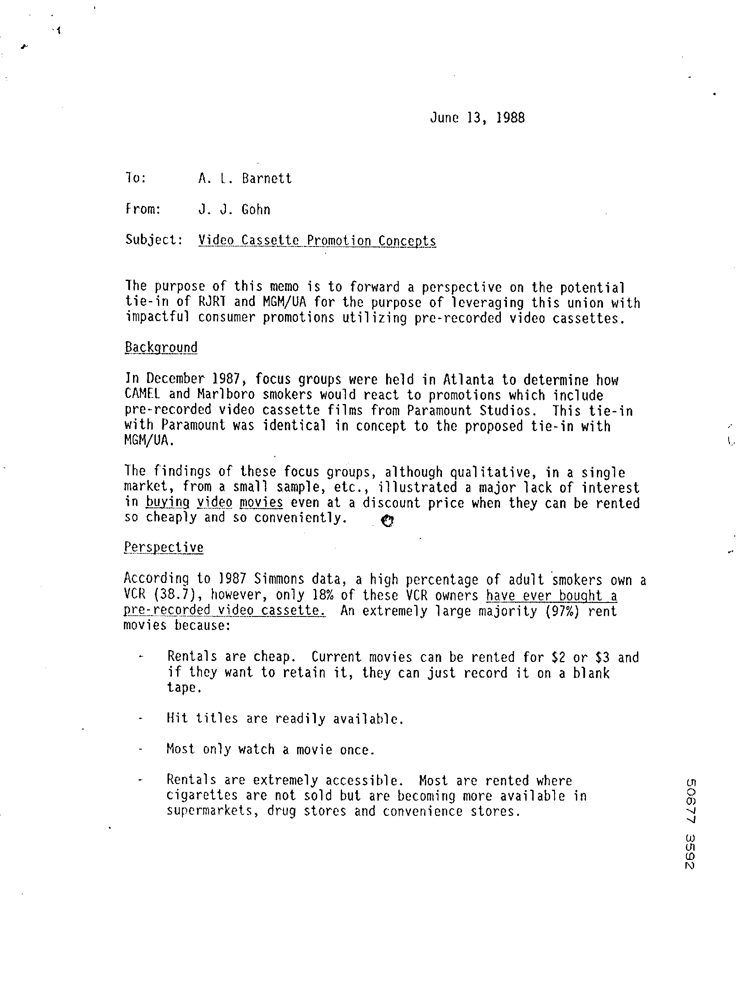 June 13, 1988
To: A. L. Barnett
From: J. J. Gohn
Subject: Video Cassette Promotion Concepts
The purpose of this memo is to forward a perspective on the potential
tie-in of RJRT and MGM/UA for the purpose of leveraging this union with
impactful consumer promotions utilizing pre-recorded video cassettes.
Background
In December 1987, focus groups were held in Atlanta to determine how
CAMEL and Marlboro smokers would react to promotions which include
pre-recorded video cassette films from Paramount Studios. This tie-in
with Paramount was identical in concept to the proposed tie-in with
MGM/UA.
The findings of these focus groups, although qualitative, in a single
market, from a small sample, etc., illustrated a major lack of interest
in buying video movies even at a discount price when they can be rented
so cheaply and so conveniently.
Perspective
According to 1987 Simmons data, a high percentage of adult smokers own a
VCR (38.7), however, only 18% of these VCR owners have ever bought a
pre-recorded video cassette. An extremely large majority (97%) rent
movies because:
- Rentals are cheap. Current movies can be rented for $2 or $3 and
if they want to retain it, they can just record it on a blank
tape.
- Hit titles are readily available.
- Most only watch a movie once.
- Rentals are extremely accessible. Most are rented where
cigarettes are not sold but are becoming more available in
supermarkets, drug stores and convenience stores.
50677 3592